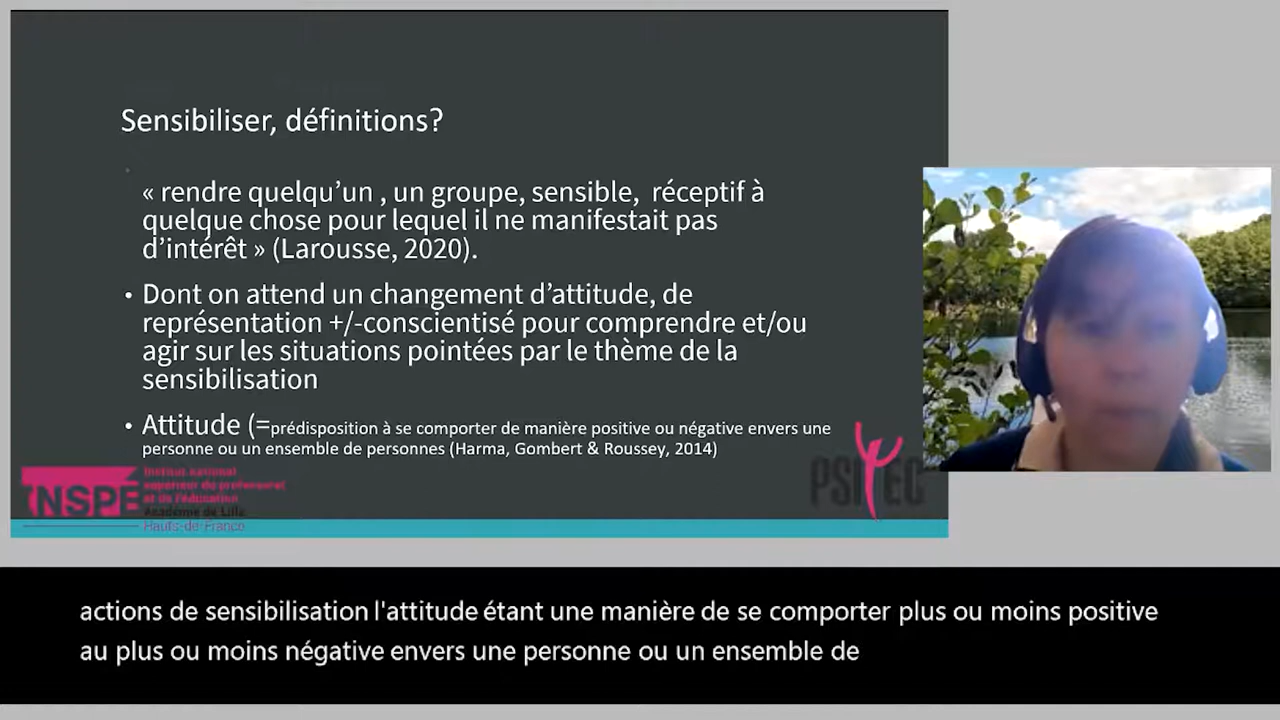 Sensibiliser, définitions?
« rendre quelqu’un , un groupe, sensible, réceptif à
quelque chose pour lequel il ne manifestait pas
d’intérêt » (Larousse, 2020).
• Dont on attend un changement d’attitude, de
représentation +/-conscientisé pour comprendre et/ou
agir sur les situations pointées par le thème de la
sensibilisation
• Attitude (=prédisposition à se comporter de manière positive ou négative envers une
personne ou un ensemble de personnes (Harma, Gombert & Roussey, 2014)
INSPÉ
Institut national
supérieur du professorat
et de l'éducation
Académie de Lille
Hauts-de-France
PSITEC
actions de sensibilisation l'attitude étant une manière de se comporter plus ou moins positive
au plus ou moins négative envers une personne ou un ensemble de